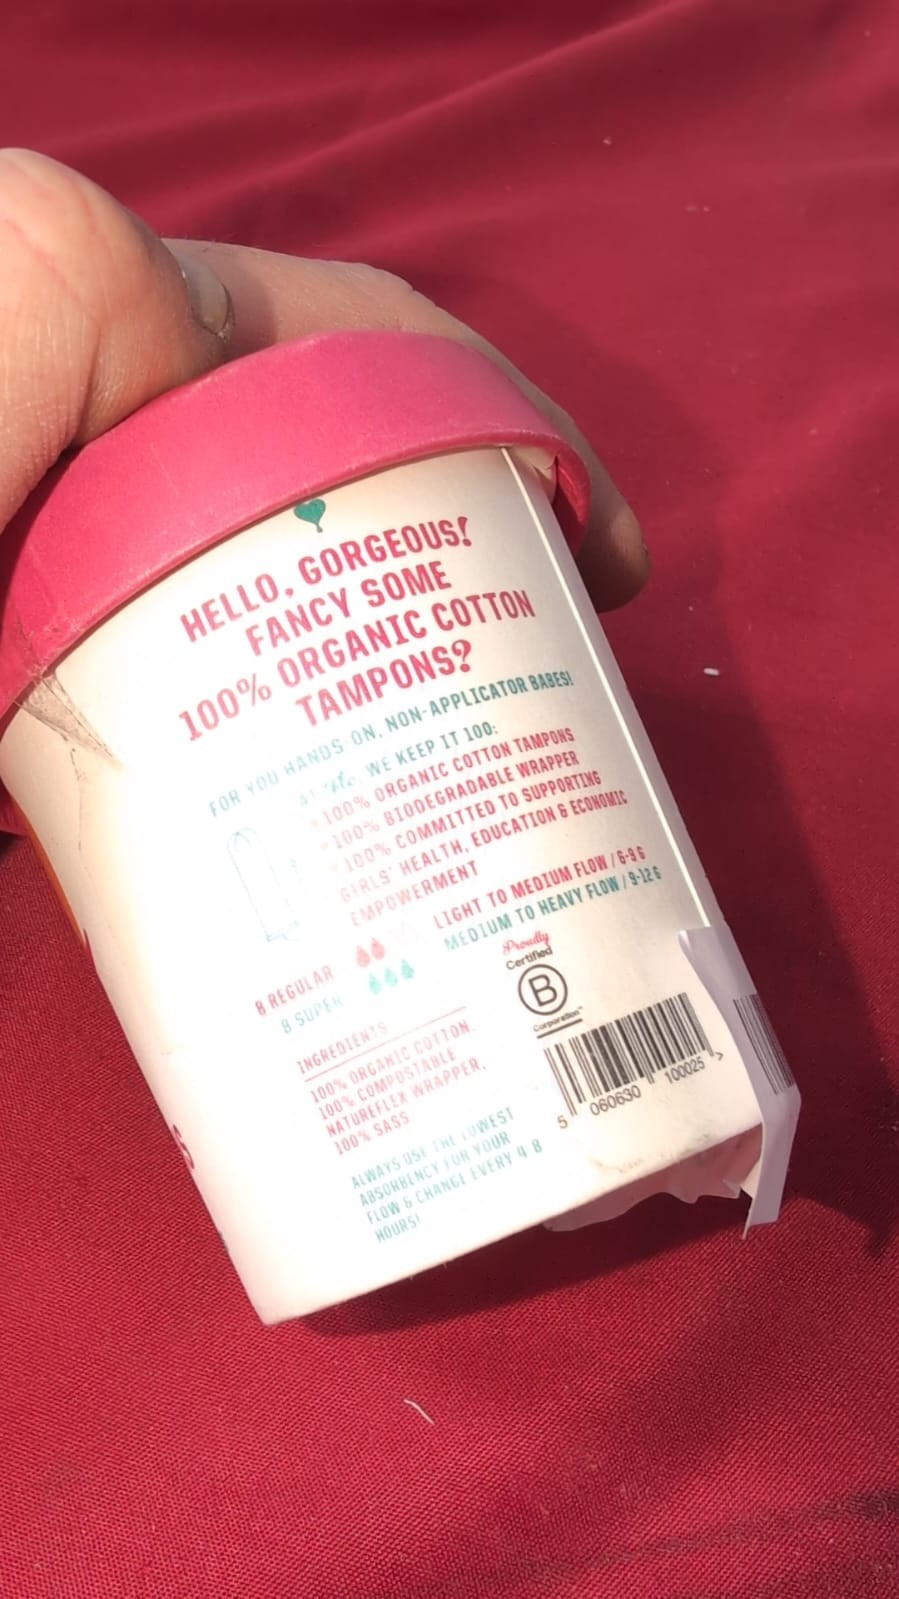 HELLO, GORGEOUS!
FANCY SOME
100% ORGANIC COTTON
TAMPONS?
FOR YOU HANDS-ON, NON-APPLICATOR BABES!
AT Flo, WE KEEP IT 100:
100% ORGANIC COTTON TAMPONS
100% BIODEGRADABLE WRAPPER
100% COMMITTED TO SUPPORTING
GIRLS' HEALTH, EDUCATION & ECONOMIC
EMPOWERMENT
8 REGULAR LIGHT TO MEDIUM FLOW / 6-9 G
8 SUPER MEDIUM TO HEAVY FLOW / 9-12 G
Proudly
Certified
B
Corporation™
INGREDIENTS
100% ORGANIC COTTON.
100% COMPOSTABLE
NATUREFLEX WRAPPER.
100% SASS
ALWAYS USE THE LOWEST
ABSORBENCY FOR YOUR
FLOW & CHANGE EVERY 4-8
HOURS!
5 060630 100025 >